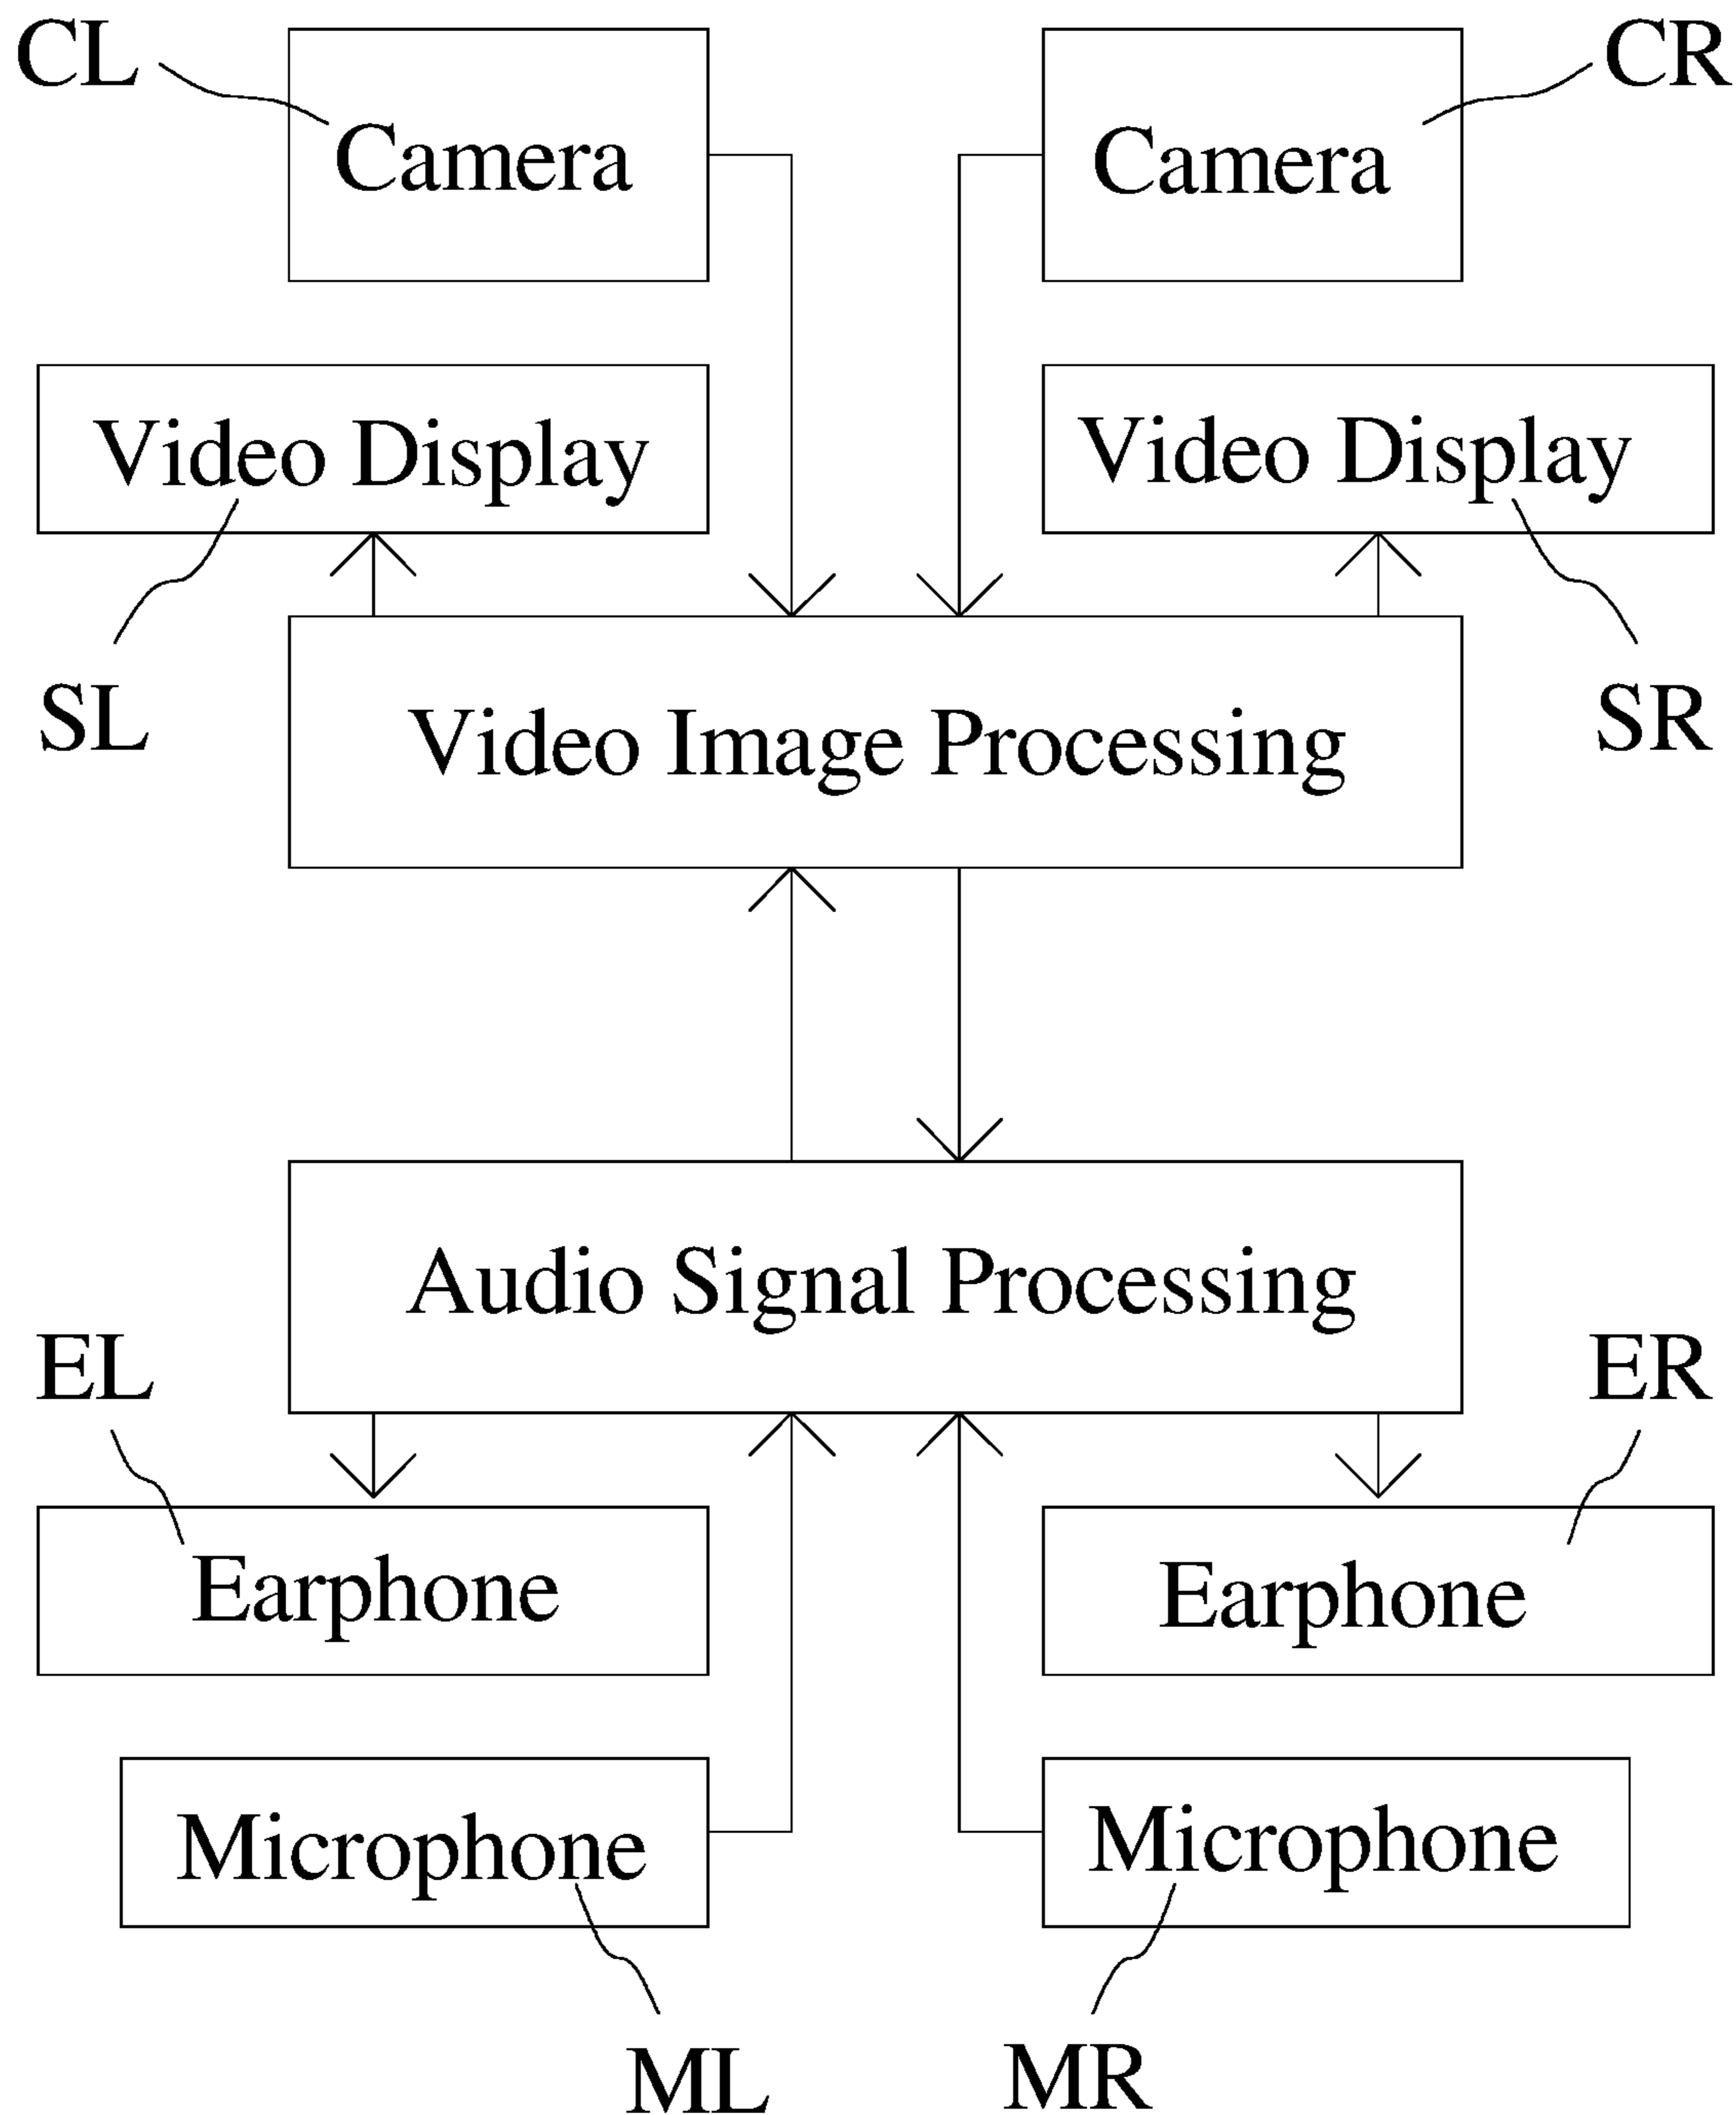 CL
CR
Camera
Camera
Video Display
Video Display
SL
SR
Video Image Processing
Audio Signal Processing
EL
ER
Earphone
Earphone
Microphone
Microphone
ML
MR